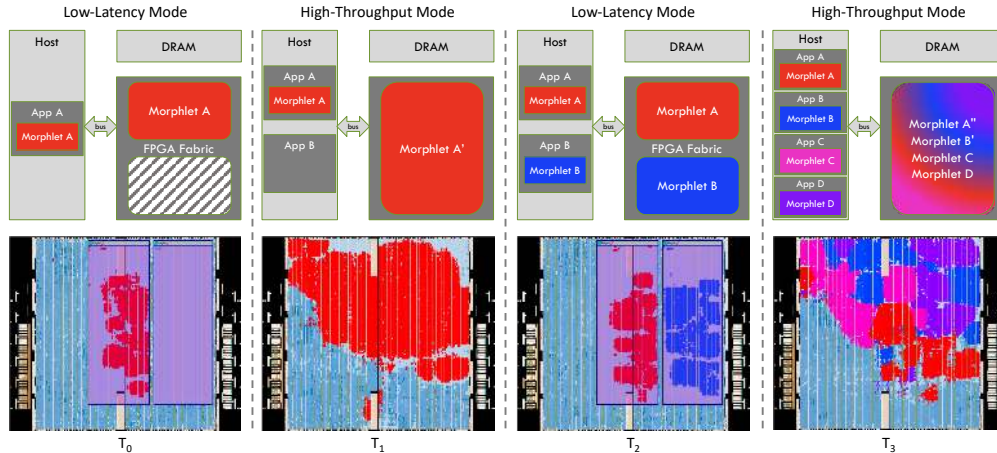 Low-Latency Mode
Host
DRAM
App A
Morphlet A
bus
Morphlet A
FPGA Fabric
T0
High-Throughput Mode
Host
DRAM
App A
Morphlet A
App B
bus
Morphlet A'
T1
Low-Latency Mode
Host
DRAM
App A
Morphlet A
App B
Morphlet B
bus
Morphlet A
FPGA Fabric
Morphlet B
T2
High-Throughput Mode
Host
DRAM
App A
Morphlet A
App B
Morphlet B
App C
Morphlet C
App D
Morphlet D
bus
Morphlet A"
Morphlet B'
Morphlet C
Morphlet D
T3